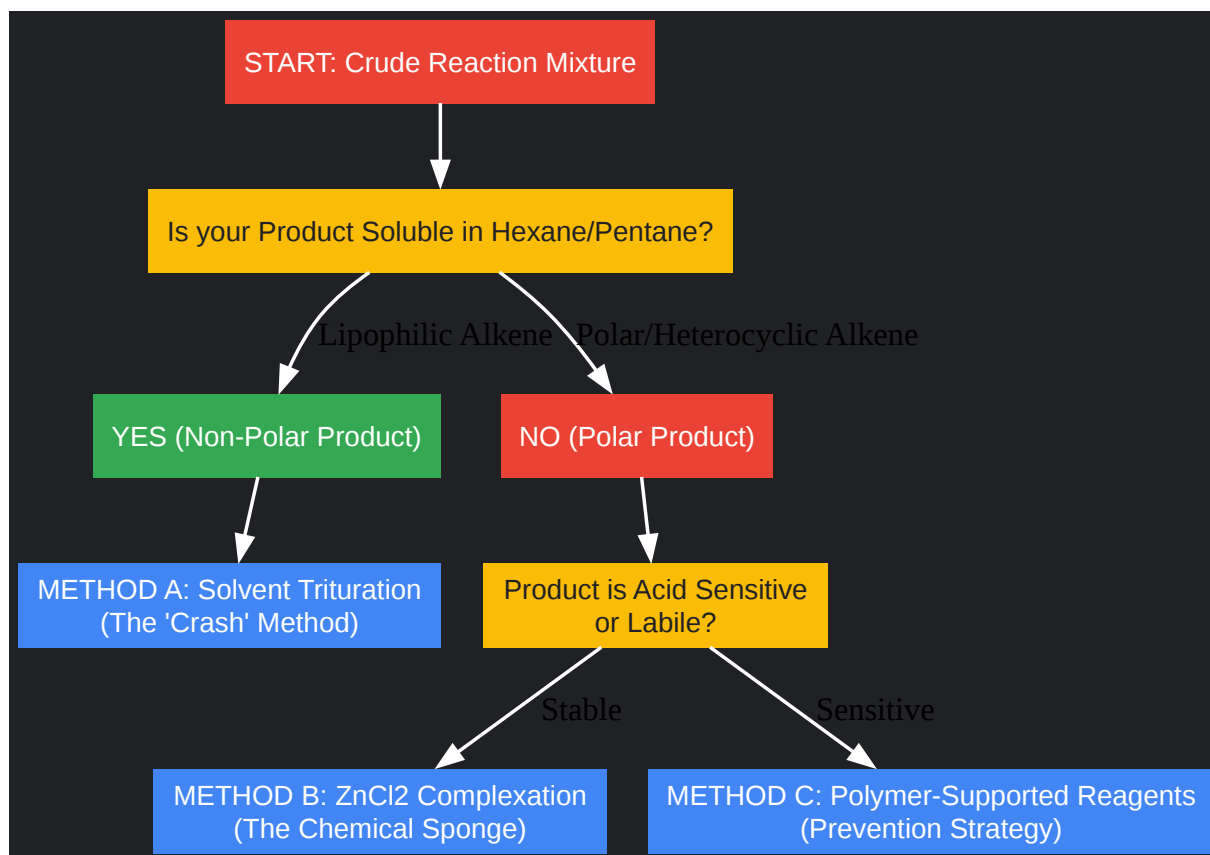 START: Crude Reaction Mixture
Is your Product Soluble in Hexane/Pentane?
Lipophilic Alkene
Polar/Heterocyclic Alkene
YES (Non-Polar Product)
NO (Polar Product)
METHOD A: Solvent Trituration
(The 'Crash' Method)
Product is Acid Sensitive
or Labile?
Stable
Sensitive
METHOD B: ZnCl2 Complexation
(The Chemical Sponge)
METHOD C: Polymer-Supported Reagents
(Prevention Strategy)